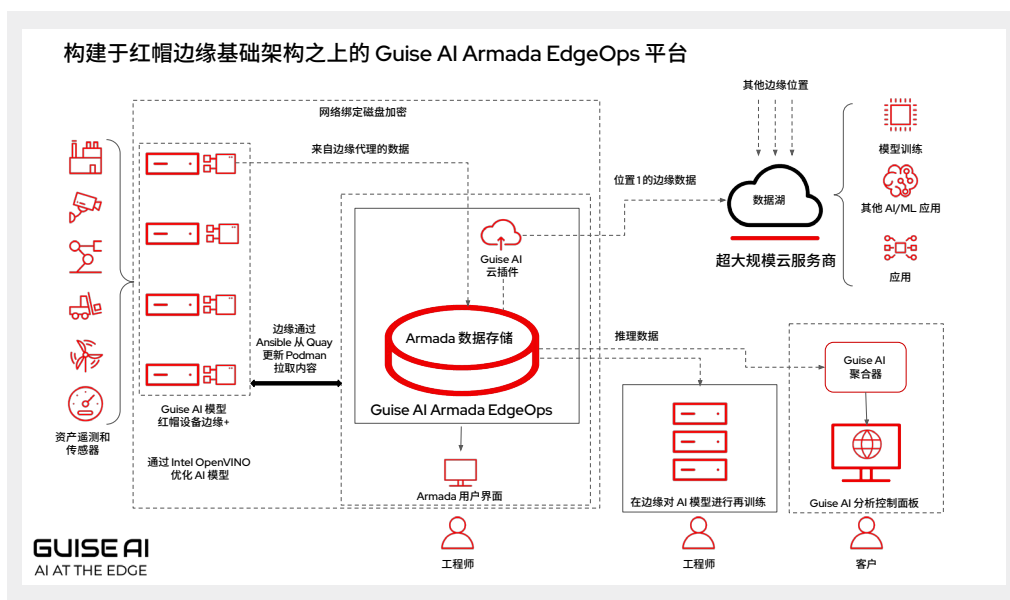 构建于红帽边缘基础架构之上的 Guise AI Armada EdgeOps 平台
网络绑定磁盘加密
来自边缘代理的数据
其他边缘位置
模型训练
其他 AI/ML 应用
应用
位置1的边缘数据
数据湖
超大规模云服务商
Guise AI
云插件
边缘通过
Ansible 从 Quay
更新 Podman
拉取内容
Armada 数据存储
Guise AI Armada EdgeOps
推理数据
Guise AI
聚合器
Guise AI 模型
红帽设备边缘+
资产遥测和
传感器
通过 Intel OpenVINO
优化 AI 模型
Armada 用户界面
在边缘对 AI 模型进行再训练
Guise AI 分析控制面板
工程师
工程师
客户
GUISE AI
AI AT THE EDGE